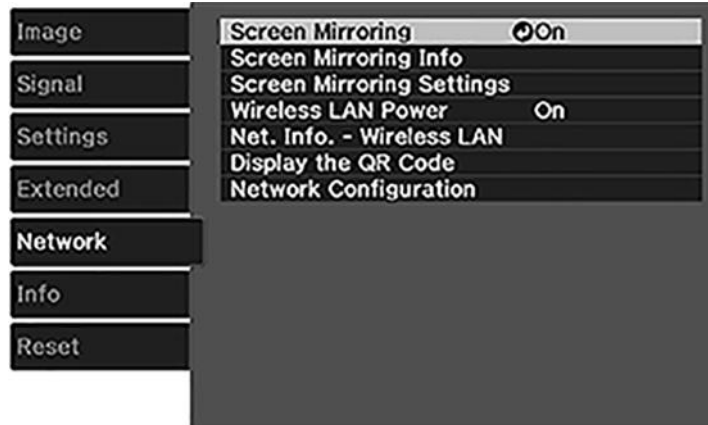 Image
Signal
Settings
Extended
Network
Info
Reset
Screen Mirroring On
Screen Mirroring Info
Screen Mirroring Settings
Wireless LAN Power On
Net. Info. - Wireless LAN
Display the QR Code
Network Configuration